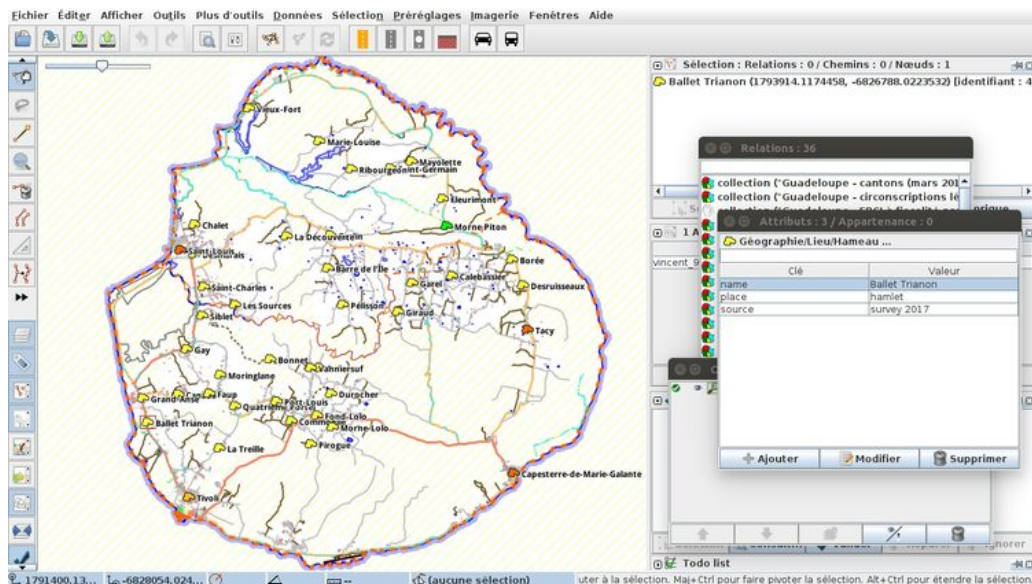 Fichier Éditer Afficher Outils Plus d'outils Données Sélection Préréglages Imagerie Fenêtres Aide
Sélection : Relations : 0 / Chemins : 0 / Nœuds : 1
Ballet Trianon (1793914.1174458, -6826788.0223532) [identifiant : 4
Relations : 36
collection ("Guadeloupe - cantons (mars 201
collection ("Guadeloupe - circonscriptions lé
Attributs : 3 / Appartenance : 0
Géographie/Lieu/Hameau ...
Clé Valeur
name Ballet Trianon
place hamlet
source survey 2017
Ajouter Modifier Supprimer
1 A
vincent_9
Todo list
Vieux-Fort
Marie-Louise
Mayolette
Ribourgeon
int-Germain
Fleurimont
Chalet
Morne Piton
La Découverte
Saint-Louis
Borée
Barre de l'Île
Calebassier
Saint-Charles
Garel
Desruisseaux
Les Sources
Pélisson
Siblet
Giraud
Tacy
Gay
Bonnet
Vahniersuf
Moringlane
Grand-Anse
Faup
Durocher
Port-Louis
Ballet Trianon
Fond-Lolo
Morne-Lolo
La Treille
Pirogue
Capesterre-de-Marie-Galante
Tivoli
1791400,13... -6828054,024... -- (aucune sélection) uter à la sélection. Maj+Ctrl pour faire pivoter la sélection. Alt+Ctrl pour étendre la sélection